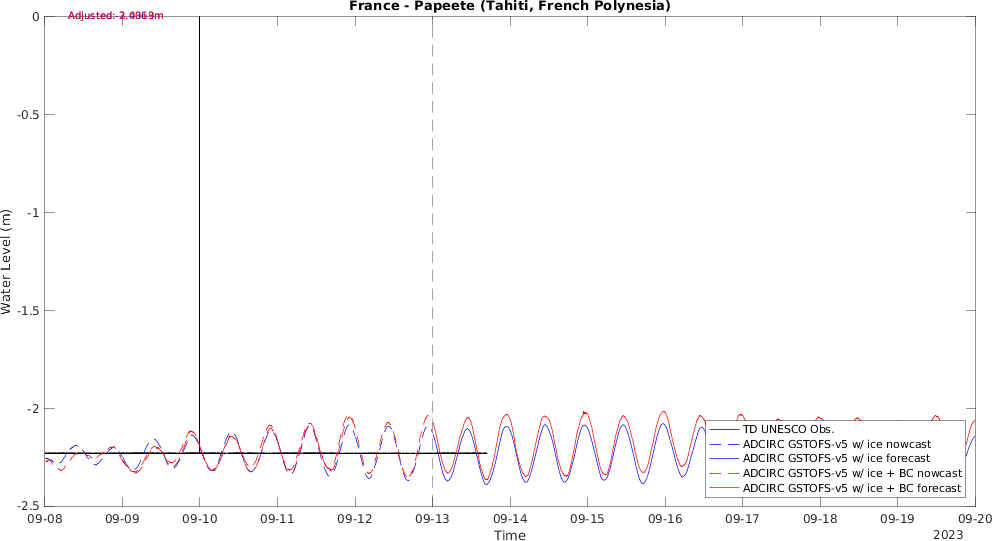 France - Papeete (Tahiti, French Polynesia)
Adjusted:
0
-0.5
-1
-1.5
-2
-2.5
Water Level (m)
09-08 09-09 09-10 09-11 09-12 09-13 09-14 09-15 09-16 09-17 09-18 09-19 09-20
Time
2023
TD UNESCO Obs.
ADCIRC GSTOFS-v5 w/ ice nowcast
ADCIRC GSTOFS-v5 w/ ice forecast
ADCIRC GSTOFS-v5 w/ ice + BC nowcast
ADCIRC GSTOFS-v5 w/ ice + BC forecast